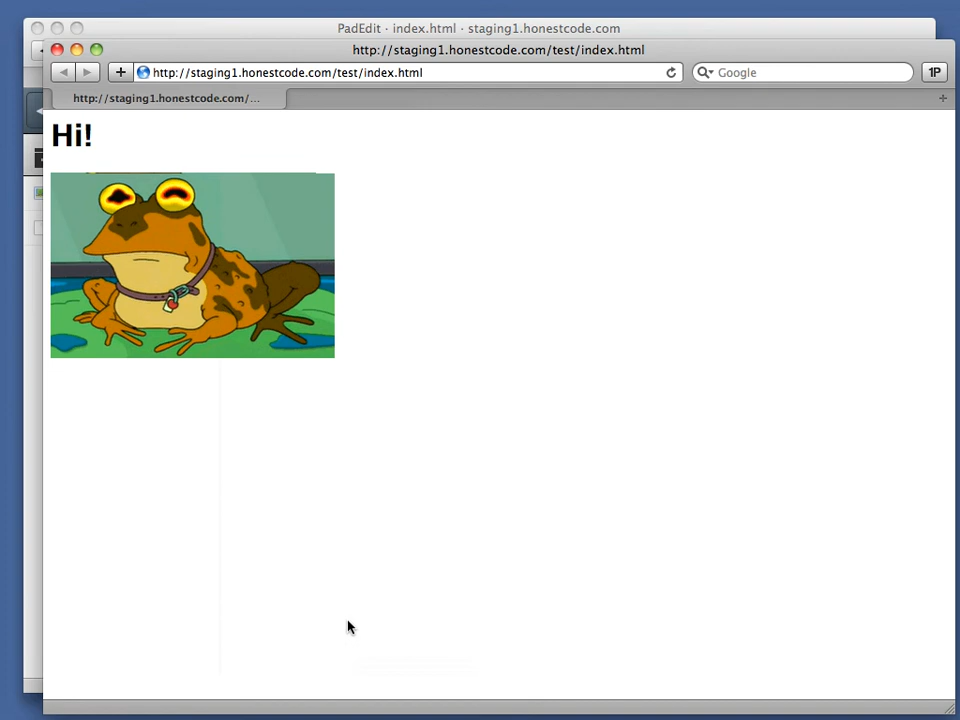 PadEdit · index.html · staging1.honestcode.com
http://staging1.honestcode.com/test/index.html
http://staging1.honestcode.com/test/index.html
Google
1P
http://staging1.honestcode.com/...
Hi!